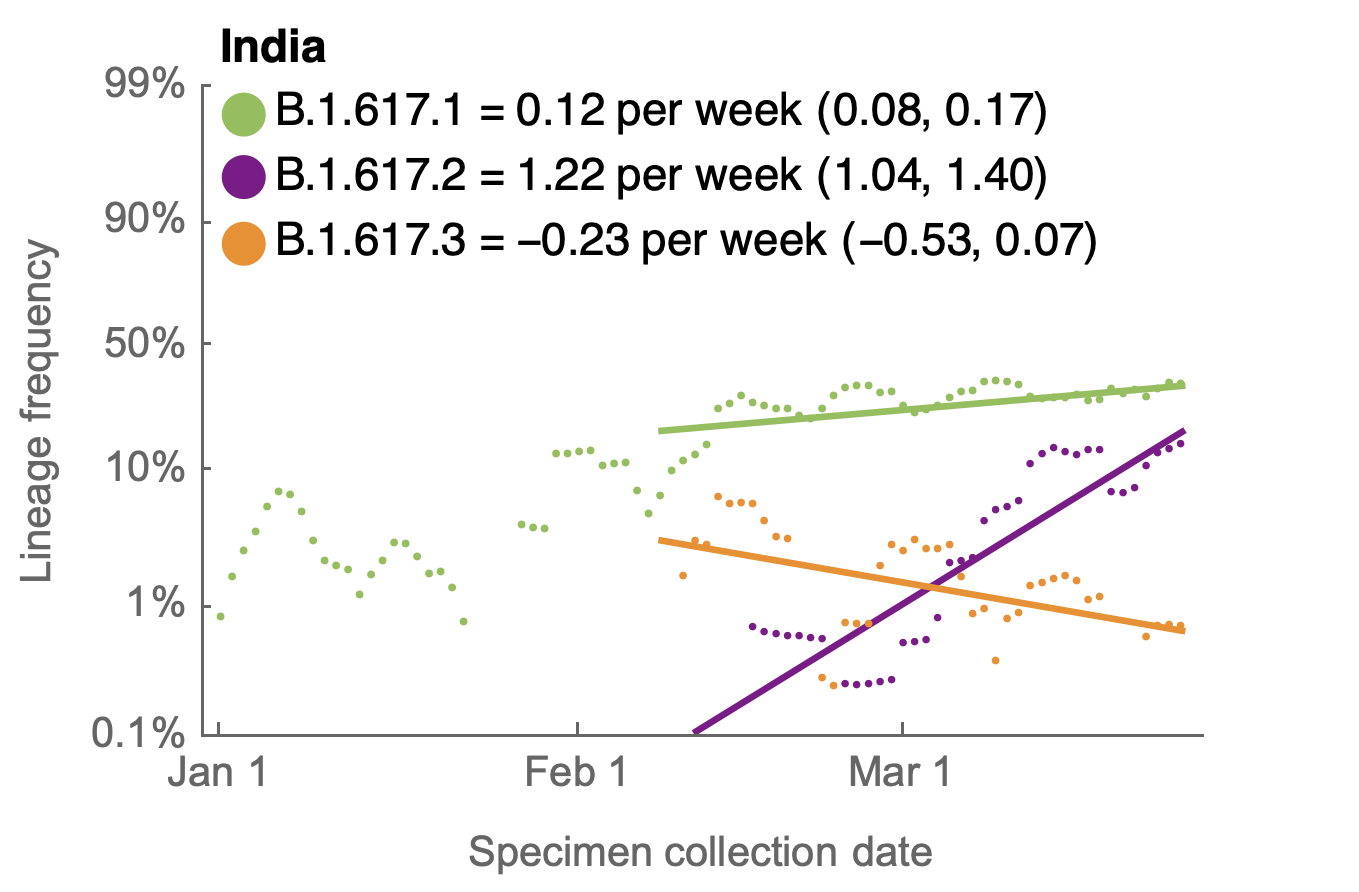 India
99%
B.1.617.1 = 0.12 per week (0.08, 0.17)
B.1.617.2 = 1.22 per week (1.04, 1.40)
90%
B.1.617.3 = −0.23 per week (−0.53, 0.07)
Lineage frequency
50%
10%
1%
0.1%
Jan 1 Feb 1 Mar 1
Specimen collection date